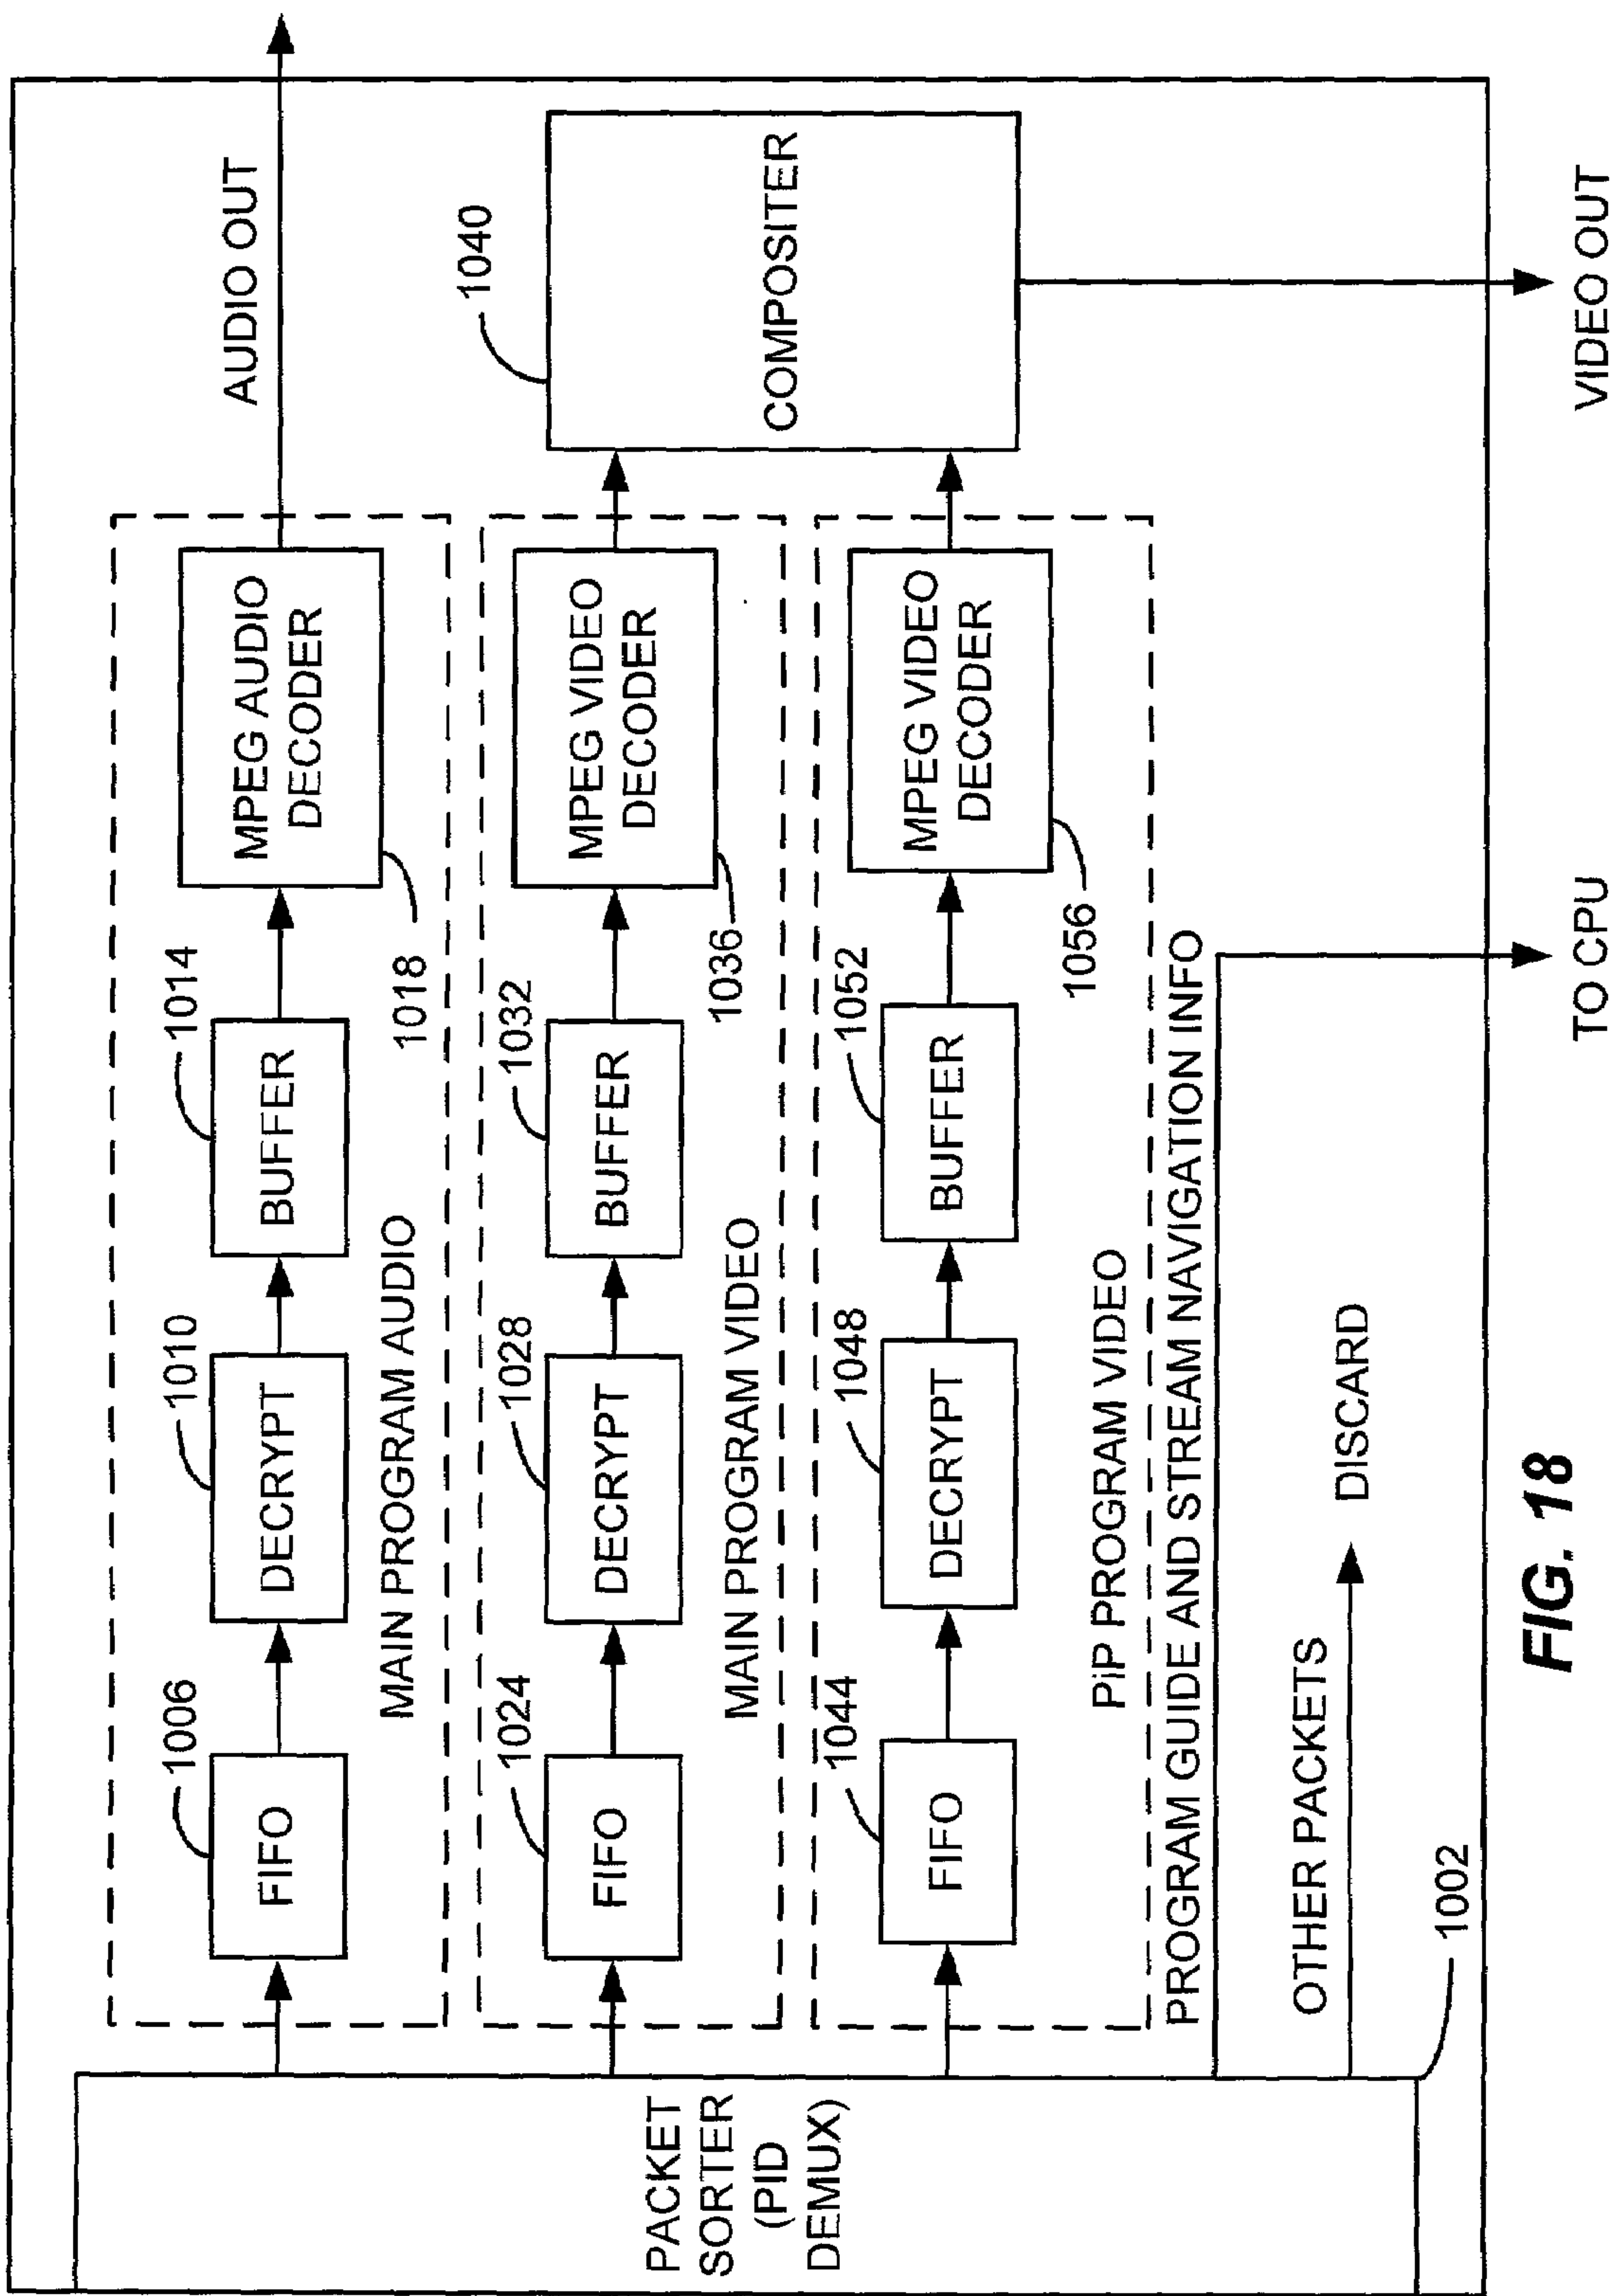 AUDIO OUT
1006
FIFO
1010
DECRYPT
1014
BUFFER
MPEG AUDIO
DECODER
1018
MAIN PROGRAM AUDIO
1024
FIFO
1028
DECRYPT
1032
BUFFER
MPEG VIDEO
DECODER
1036
MAIN PROGRAM VIDEO
1040
COMPOSITER
1044
FIFO
1048
DECRYPT
1052
BUFFER
MPEG VIDEO
DECODER
1056
PiP PROGRAM VIDEO
PACKET
SORTER
(PID
DEMUX)
PROGRAM GUIDE AND STREAM NAVIGATION INFO
OTHER PACKETS
DISCARD
1002
TO CPU
VIDEO OUT
FIG. 18